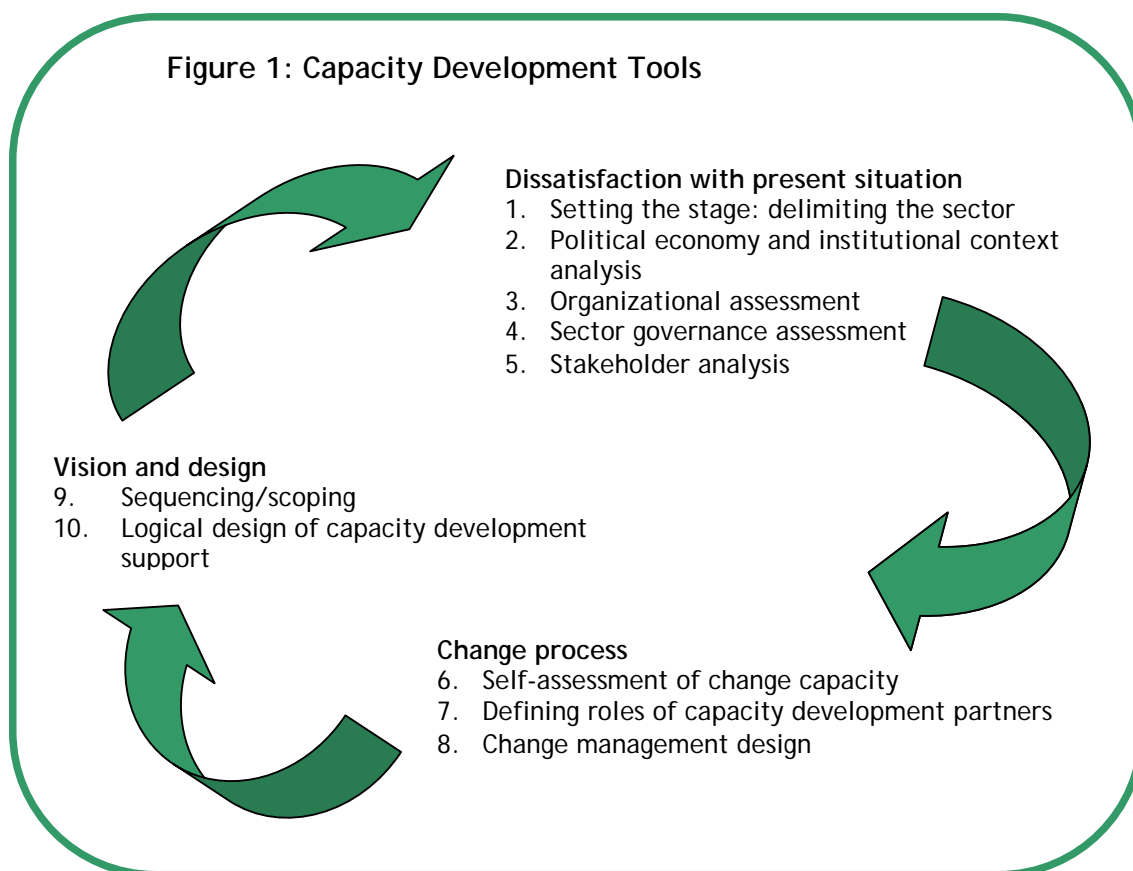 Figure 1: Capacity Development Tools
Dissatisfaction with present situation
1. Setting the stage: delimiting the sector
2. Political economy and institutional context
analysis
3. Organizational assessment
4. Sector governance assessment
5. Stakeholder analysis
Vision and design
9. Sequencing/scoping
10. Logical design of capacity development
support
Change process
6. Self-assessment of change capacity
7. Defining roles of capacity development partners
8. Change management design